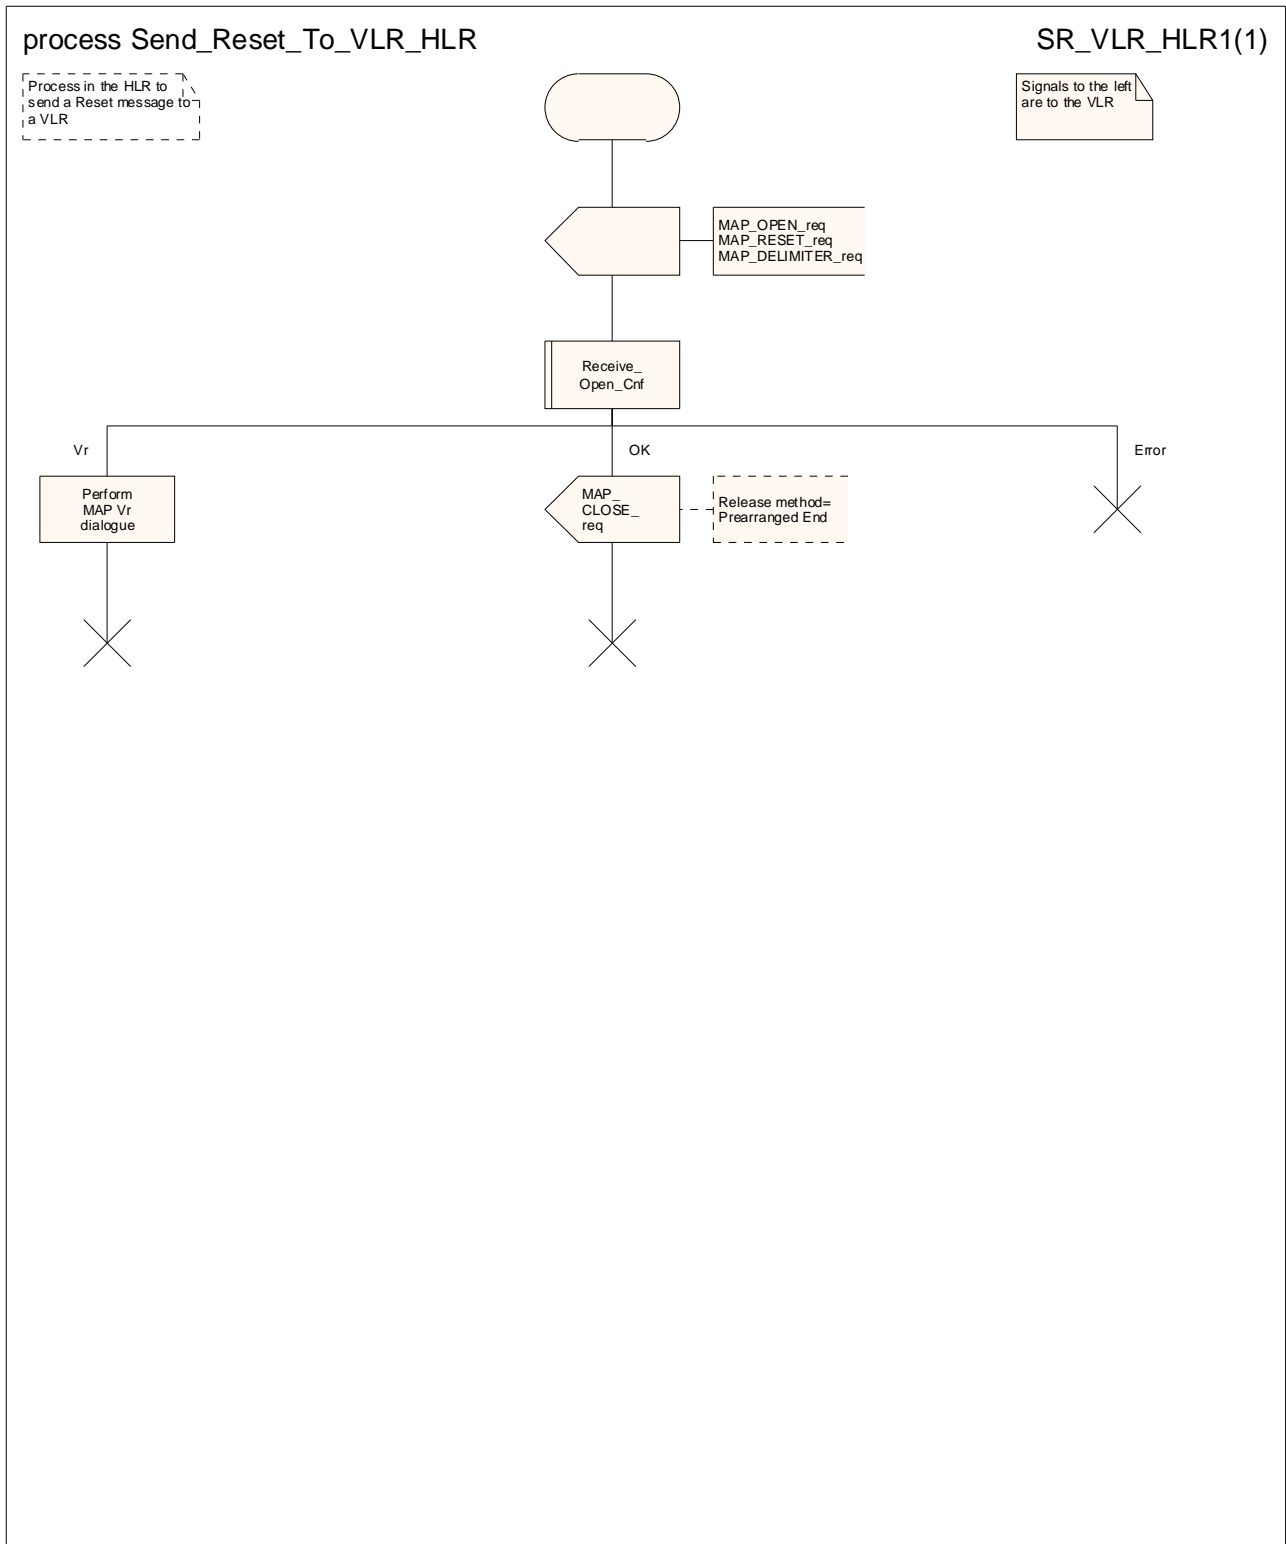 process Send_Reset_To_VLR_HLR
SR_VLR_HLR1(1)
Process in the HLR to
send a Reset message to
a VLR
Signals to the left
are to the VLR
MAP_OPEN_req
MAP_RESET_req
MAP_DELIMITER_req
Receive_
Open_Cnf
Vr
OK
Error
Perform
MAP Vr
dialogue
MAP_
CLOSE_
req
Release method=
Prearranged End